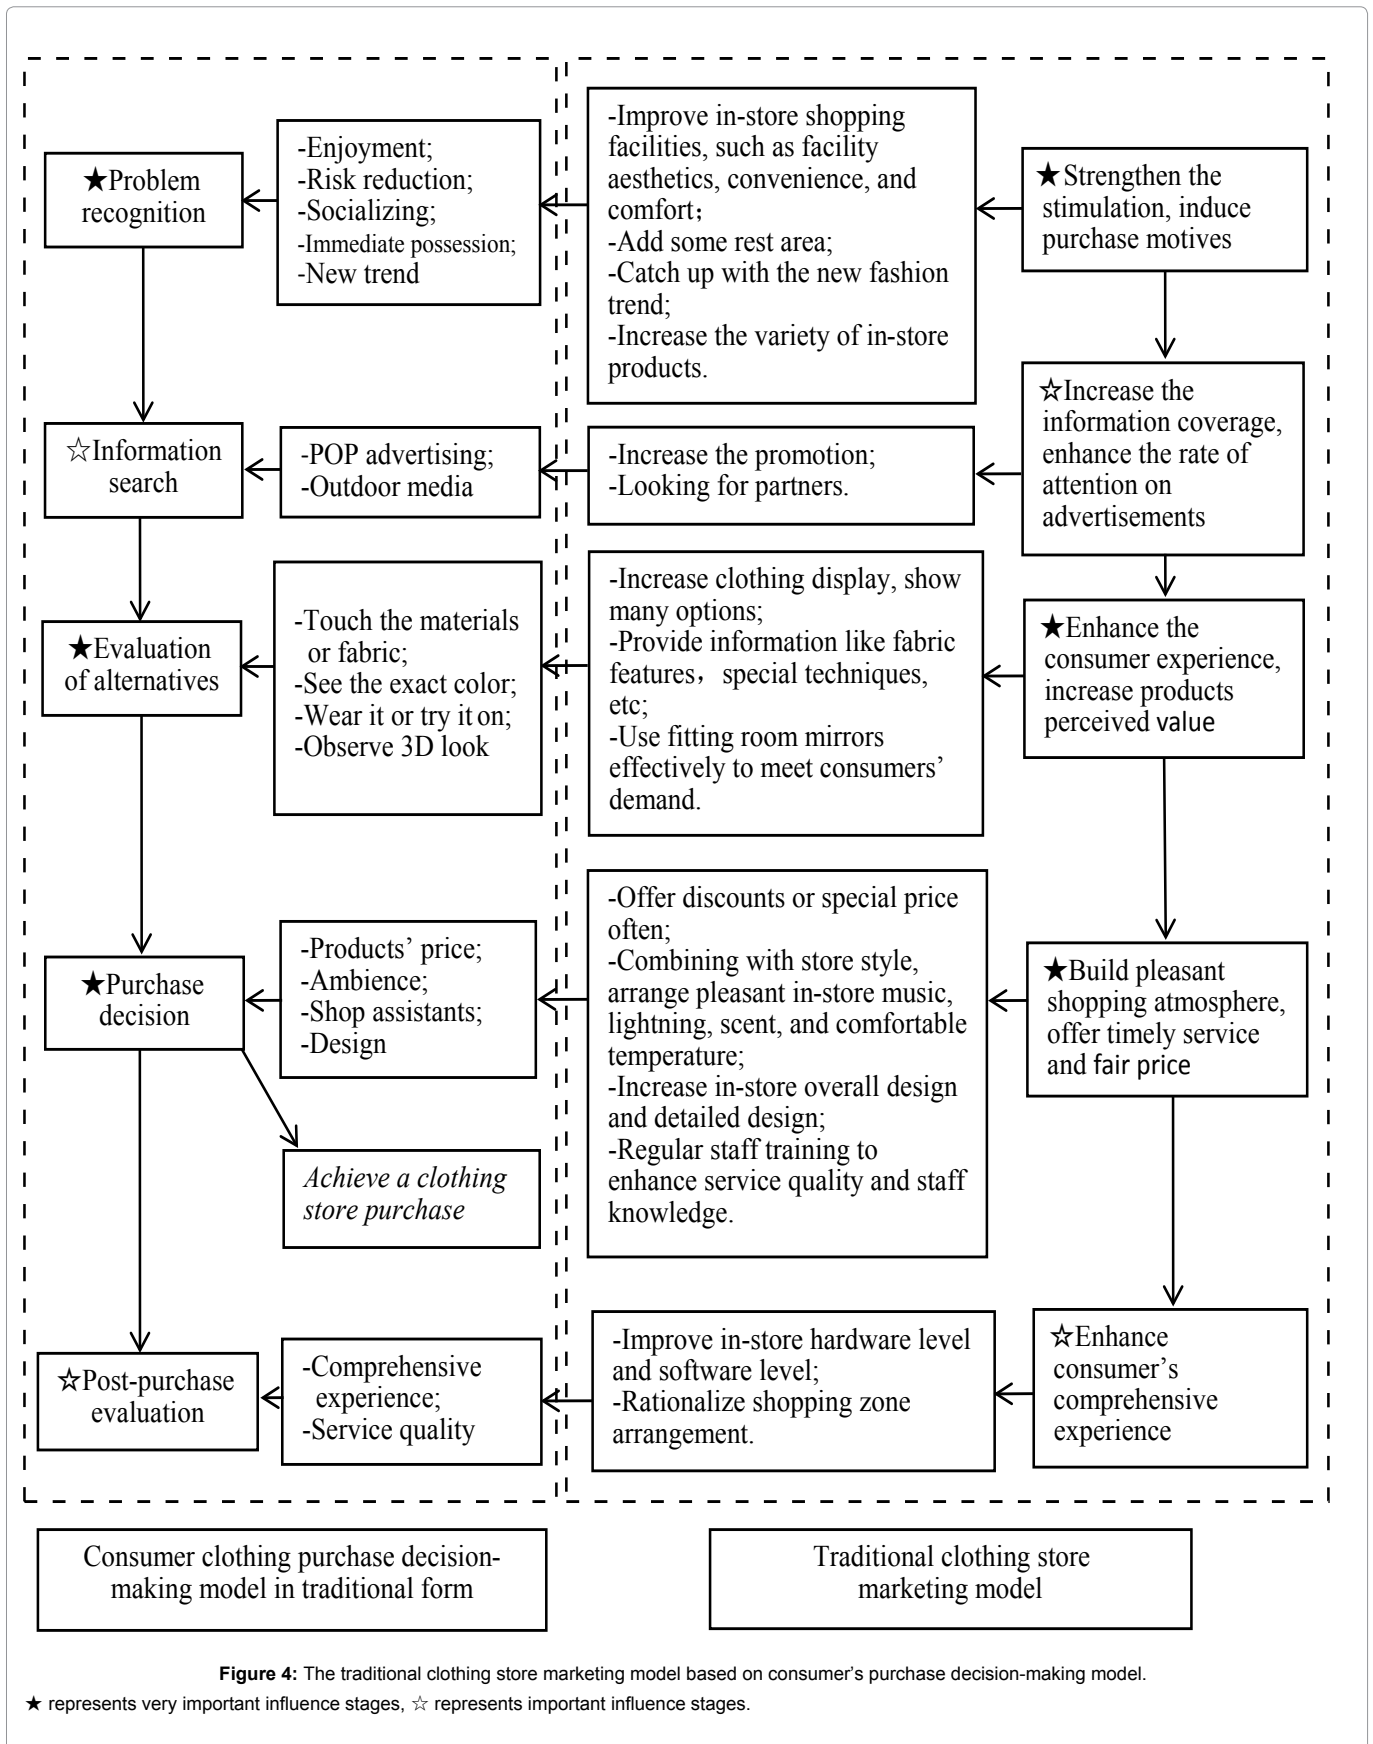 ★Problem
recognition
-Enjoyment;
-Risk reduction;
-Socializing;
-Immediate possession;
-New trend
-Improve in-store shopping
facilities, such as facility
aesthetics, convenience, and
comfort；
-Add some rest area;
-Catch up with the new fashion
trend;
-Increase the variety of in-store
products.
★Strengthen the
stimulation, induce
purchase motives
☆Information
search
-POP advertising;
-Outdoor media
-Increase the promotion;
-Looking for partners.
☆Increase the
information coverage,
enhance the rate of
attention on
advertisements
★Evaluation
of alternatives
-Touch the materials
or fabric;
-See the exact color;
-Wear it or try it on;
-Observe 3D look
-Increase clothing display, show
many options;
-Provide information like fabric
features，special techniques,
etc;
-Use fitting room mirrors
effectively to meet consumers’
demand.
★Enhance the
consumer experience,
increase products
perceived value
★Purchase
decision
-Products’ price;
-Ambience;
-Shop assistants;
-Design
-Offer discounts or special price
often;
-Combining with store style,
arrange pleasant in-store music,
lightning, scent, and comfortable
temperature;
-Increase in-store overall design
and detailed design;
-Regular staff training to
enhance service quality and staff
knowledge.
★Build pleasant
shopping atmosphere,
offer timely service
and fair price
Achieve a clothing
store purchase
☆Post-purchase
evaluation
-Comprehensive
experience;
-Service quality
-Improve in-store hardware level
and software level;
-Rationalize shopping zone
arrangement.
☆Enhance
consumer’s
comprehensive
experience
Consumer clothing purchase decision-
making model in traditional form
Traditional clothing store
marketing model
Figure 4: The traditional clothing store marketing model based on consumer’s purchase decision-making model.
★ represents very important influence stages, ☆ represents important influence stages.